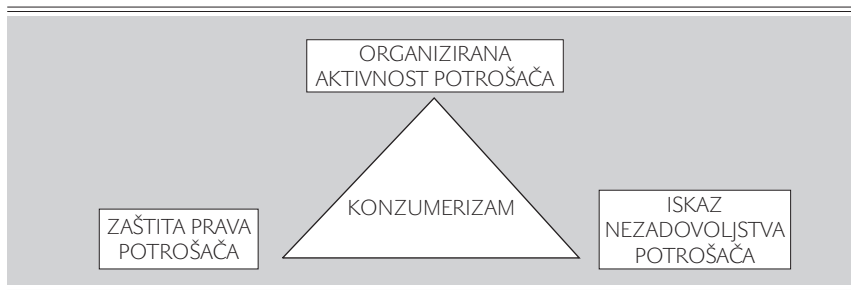 ORGANIZIRANA
AKTIVNOST POTROŠAČA
KONZUMERIZAM
ZAŠTITA PRAVA
POTROŠAČA
ISKAZ
NEZADOVOLJSTVA
POTROŠAČA